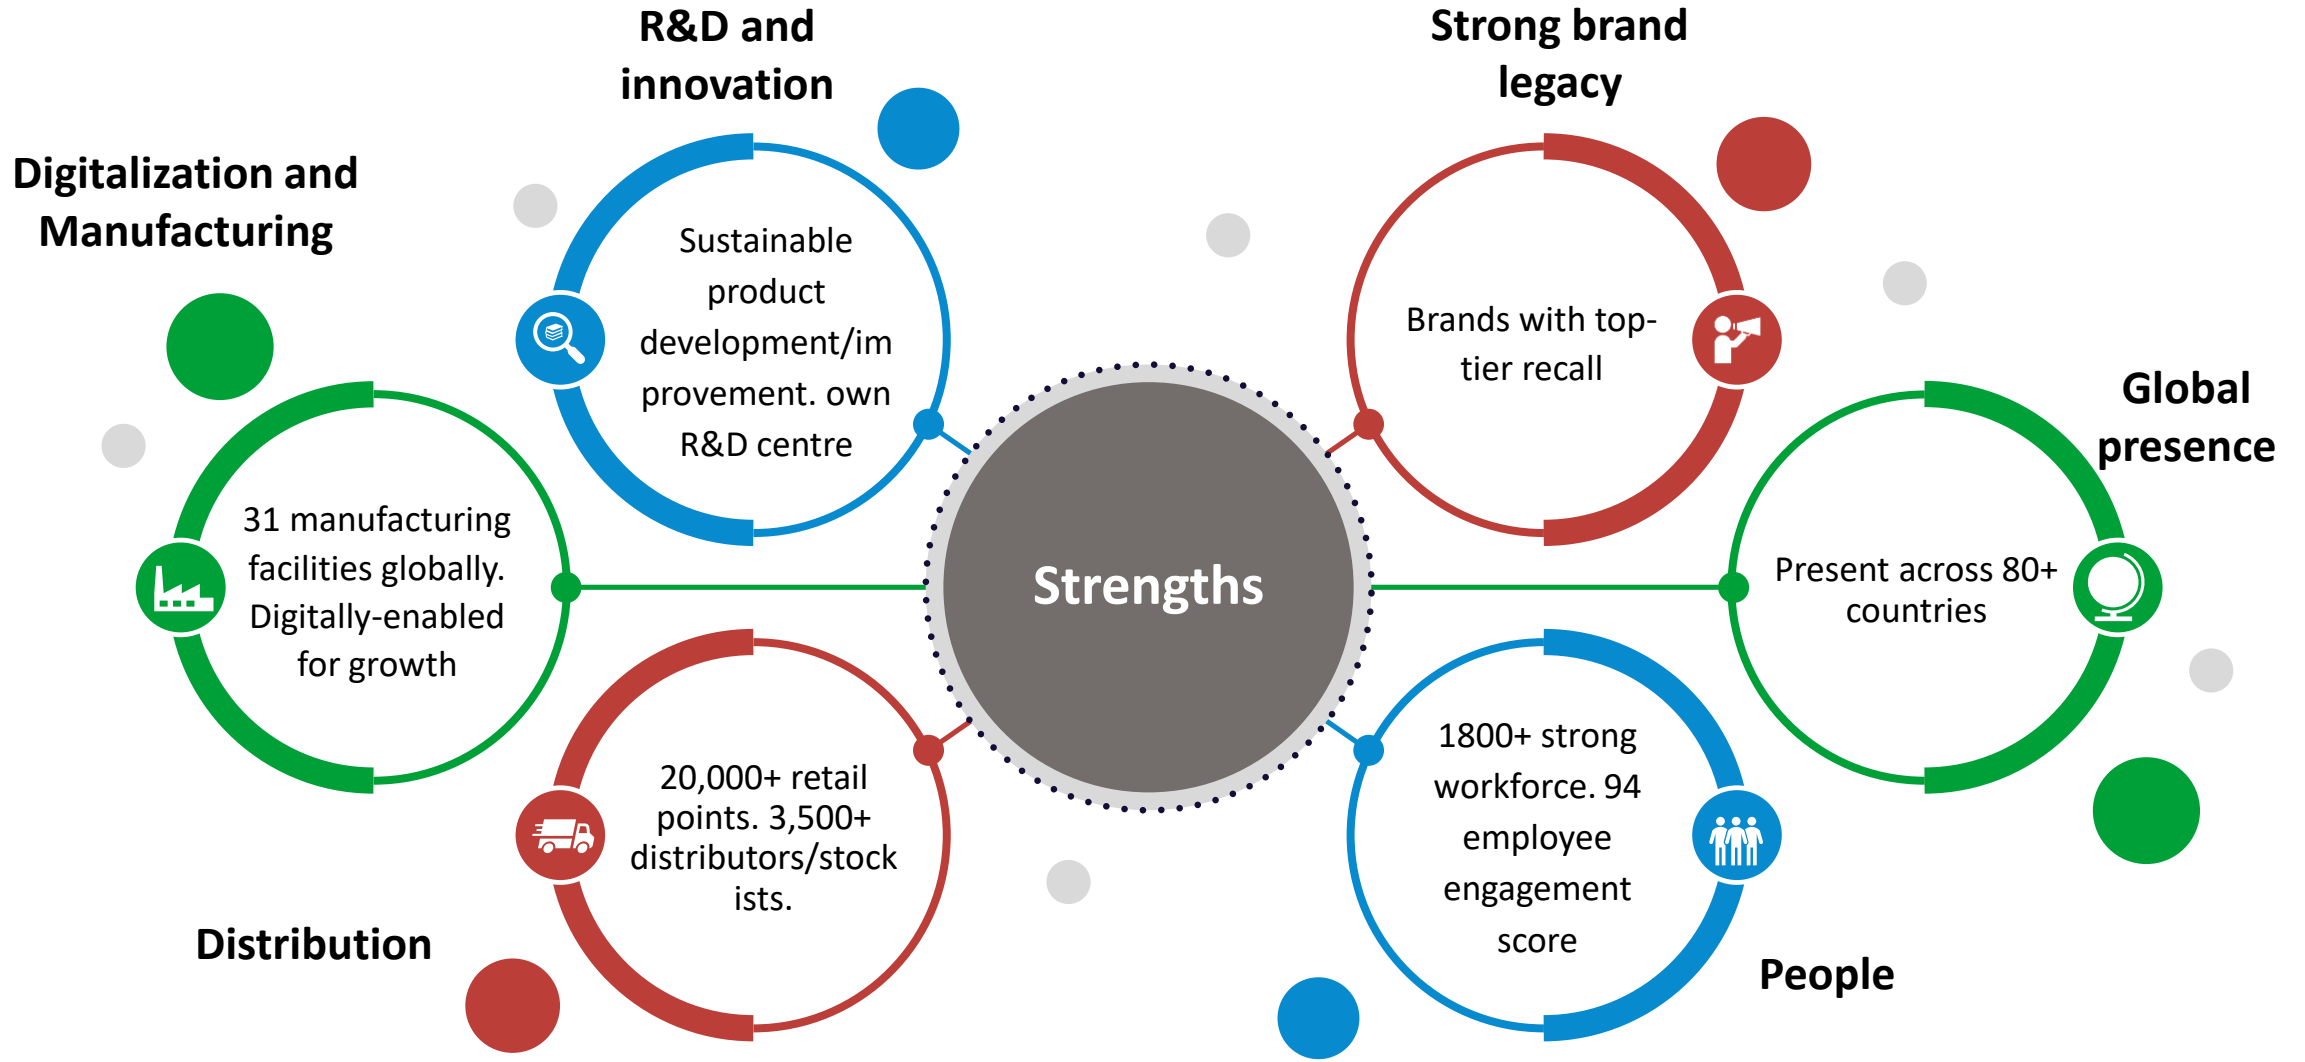 R&D and
innovation
Strong brand
legacy
Digitalization and
Manufacturing
Sustainable
product
development/im
provement. own
R&D centre
Brands with top-
tier recall
Global
presence
31 manufacturing
facilities globally.
Digitally-enabled
for growth
Strengths
Present across 80+
countries
20,000+ retail
points. 3,500+
distributors/stock
ists.
1800+ strong
workforce. 94
employee
engagement
score
Distribution
People